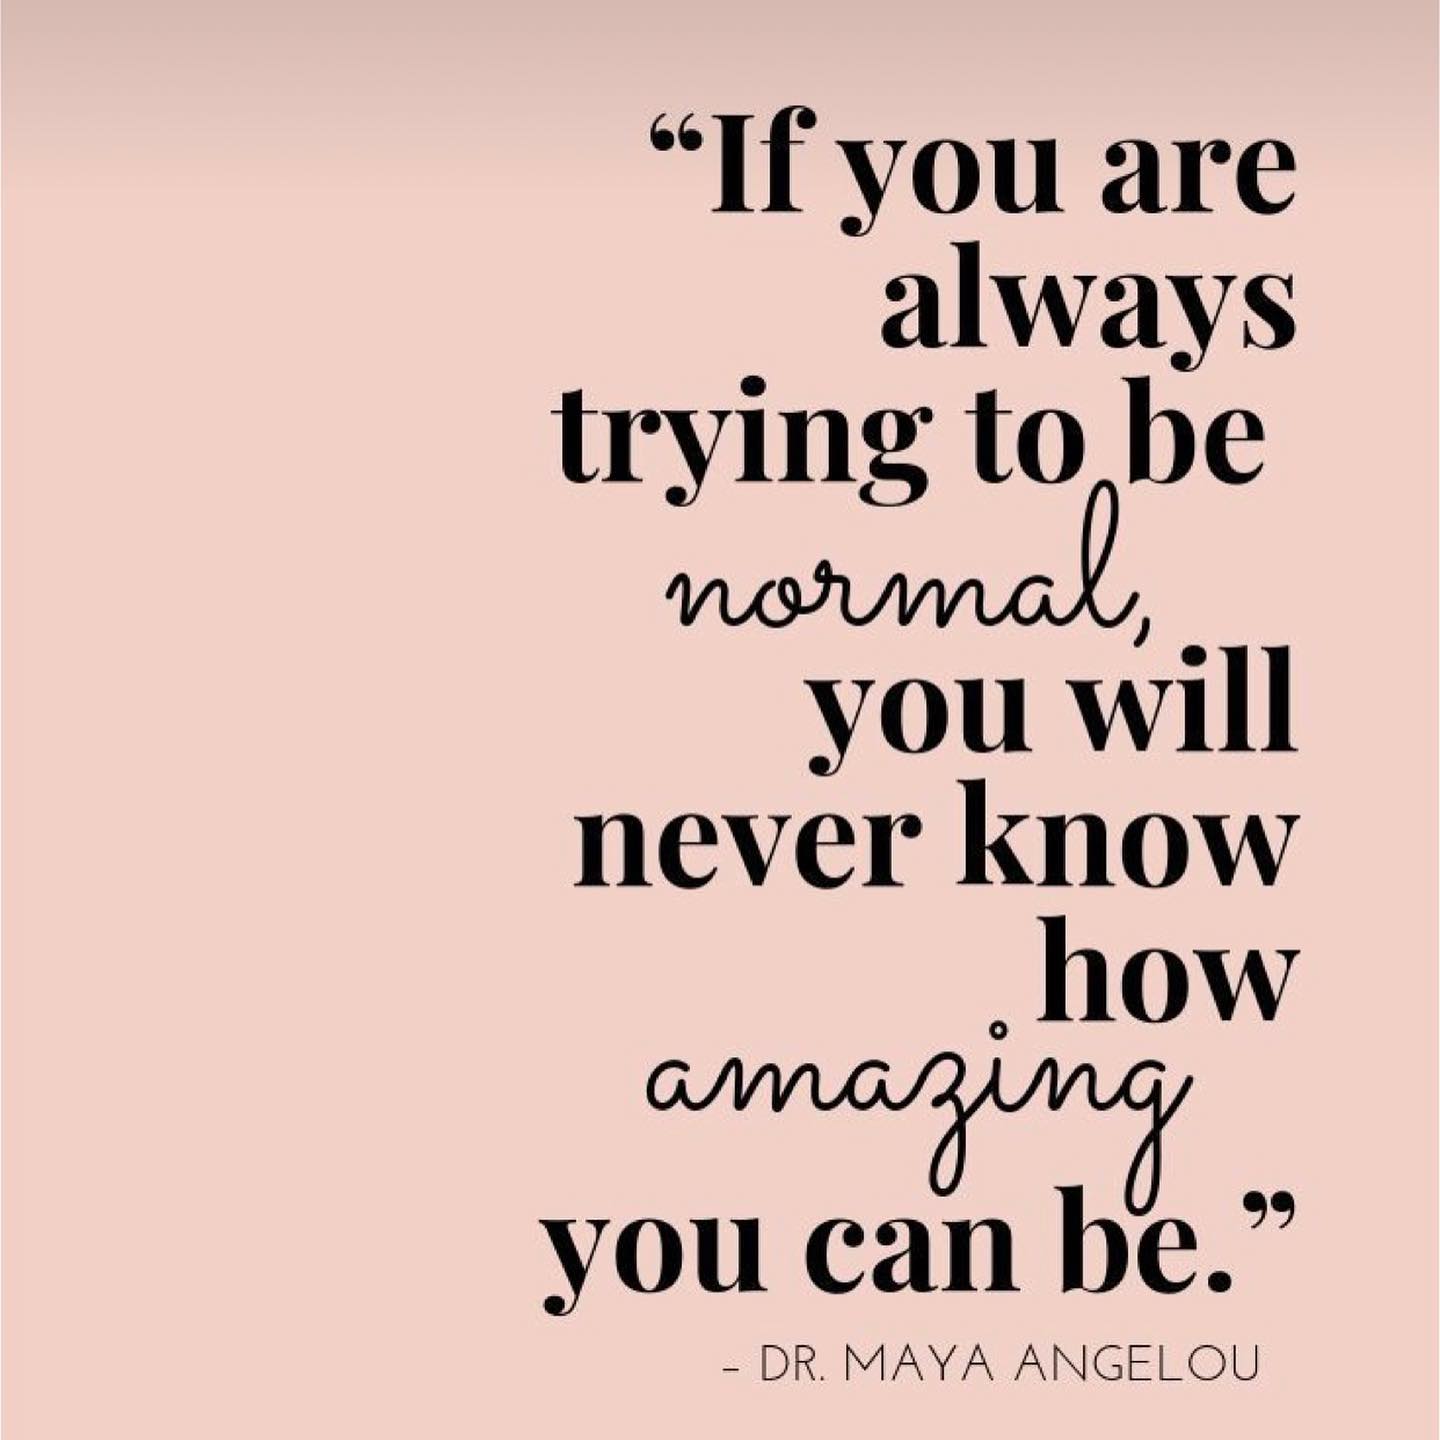 “If you are
always
trying to be
normal,
you will
never know
how
amazing
you can be.”
– DR. MAYA ANGELOU